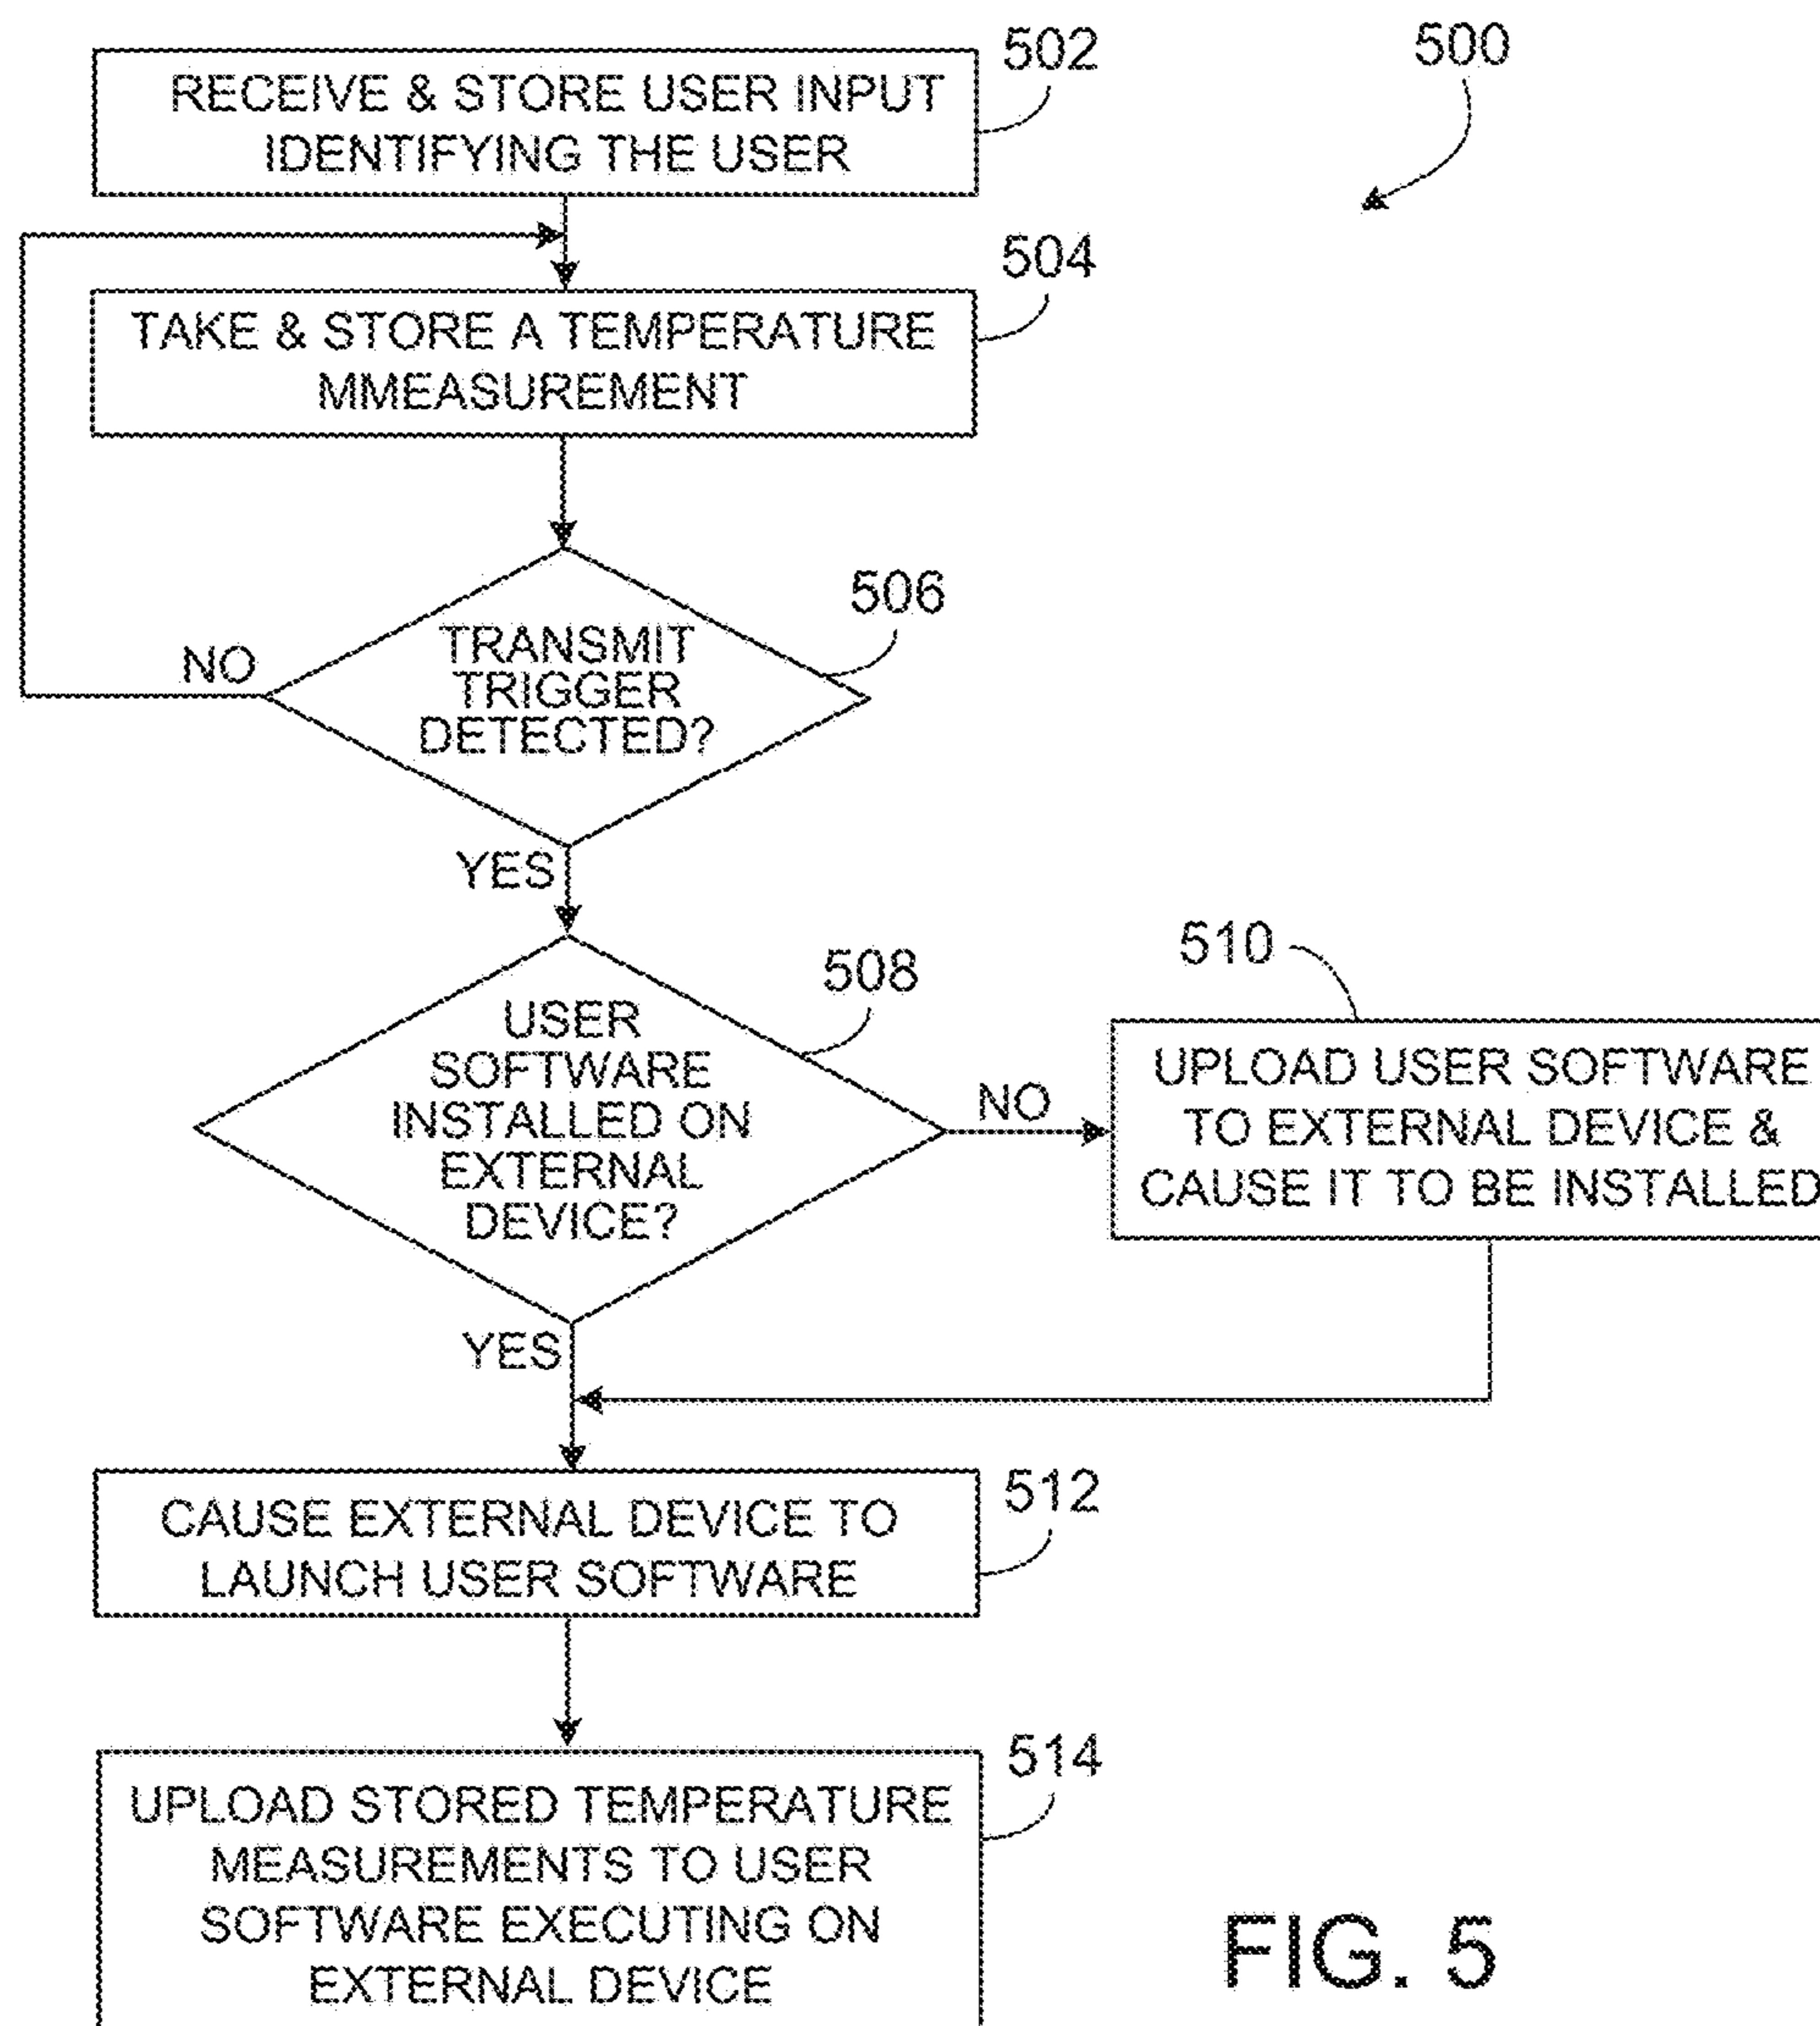 502
500
RECEIVE & STORE USER INPUT
IDENTIFYING THE USER
504
TAKE & STORE A TEMPERATURE
MMEASUREMENT
506
TRANSMIT
TRIGGER
DETECTED?
NO
YES
508
510
USER
SOFTWARE
INSTALLED ON
EXTERNAL
DEVICE?
NO
UPLOAD USER SOFTWARE
TO EXTERNAL DEVICE &
CAUSE IT TO BE INSTALLED
YES
512
CAUSE EXTERNAL DEVICE TO
LAUNCH USER SOFTWARE
514
UPLOAD STORED TEMPERATURE
MEASUREMENTS TO USER
SOFTWARE EXECUTING ON
EXTERNAL DEVICE
FIG. 5